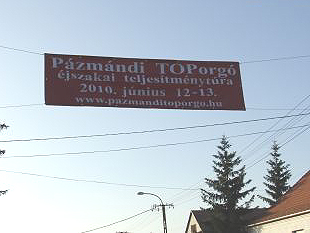 Pázmándi TOPorgó
éjszakai teljesítménytúra
2010. június 12-13.
www.pazmanditoporgo.hu